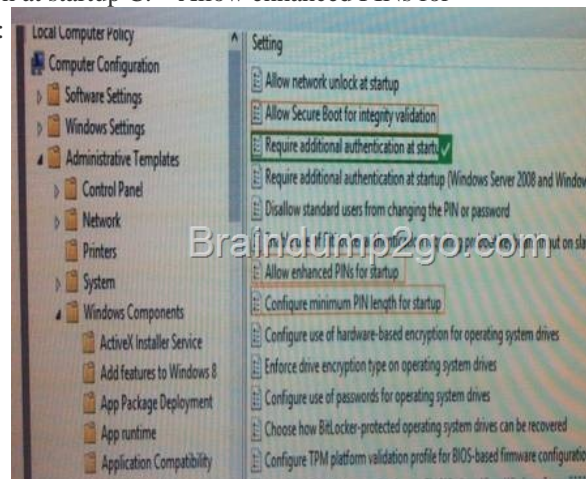 at startup C. Allow enhanced PINs for
Local Computer Policy
Computer Configuration
Software Settings
Windows Settings
Administrative Templates
Control Panel
Network
Printers
System
Windows Components
ActiveX Installer Service
Add features to Windows 8
App Package Deployment
App runtime
Application Compatibility
Setting
Allow network unlock at startup
Allow Secure Boot for integrity validation
Require additional authentication at startu
Require additional authentication at startup (Windows Server 2008 and Window
Disallow standard users from changing the PIN or password
Braindump2go.com
Allow enhanced PINs for startup
Configure minimum PIN length for startup
Configure use of hardware-based encryption for operating system drives
Enforce drive encryption type on operating system drives
Configure use of passwords for operating system drives
Choose how BitLocker-protected operating system drives can be recovered
Configure TPM platform validation profile for BIOS-based firmware configuratio